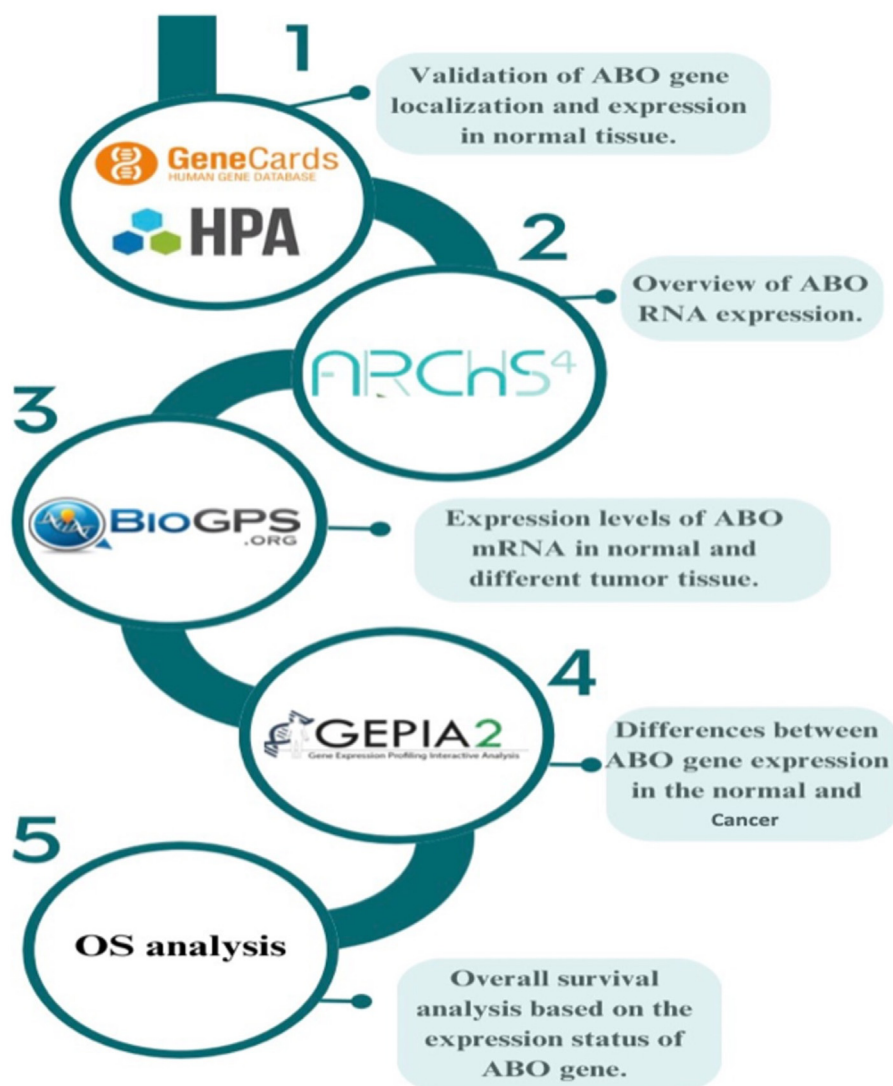 1
Validation of ABO gene
localization and expression
in normal tissue.
GeneCards
HUMAN GENE DATABASE
HPA
2
Overview of ABO
RNA expression.
ARCHS4
3
BioGPS
.ORG
Expression levels of ABO
mRNA in normal and
different tumor tissue.
4
GEPIA2
Gene Expression Profiling Interactive Analysis
Differences between
ABO gene expression
in the normal and
Cancer
5
OS analysis
Overall survival
analysis based on the
expression status of
ABO gene.